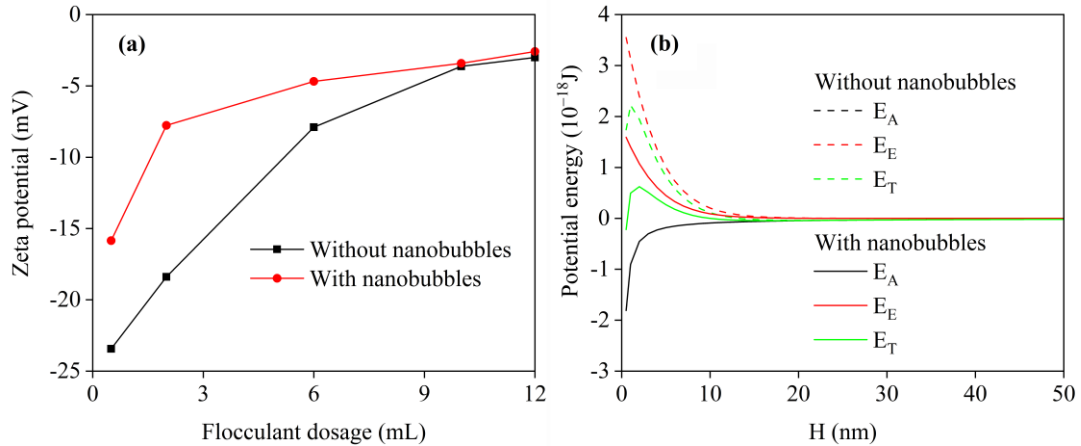 (a)
0
-5
-10
-15
-20
-25
Zeta potential (mV)
Without nanobubbles
With nanobubbles
0 3 6 9 12
Flocculant dosage (mL)
(b)
4
3
2
1
0
-1
-2
-3
Potential energy (10⁻¹⁸J)
Without nanobubbles
E_A
E_E
E_T
With nanobubbles
E_A
E_E
E_T
0 10 20 30 40 50
H (nm)